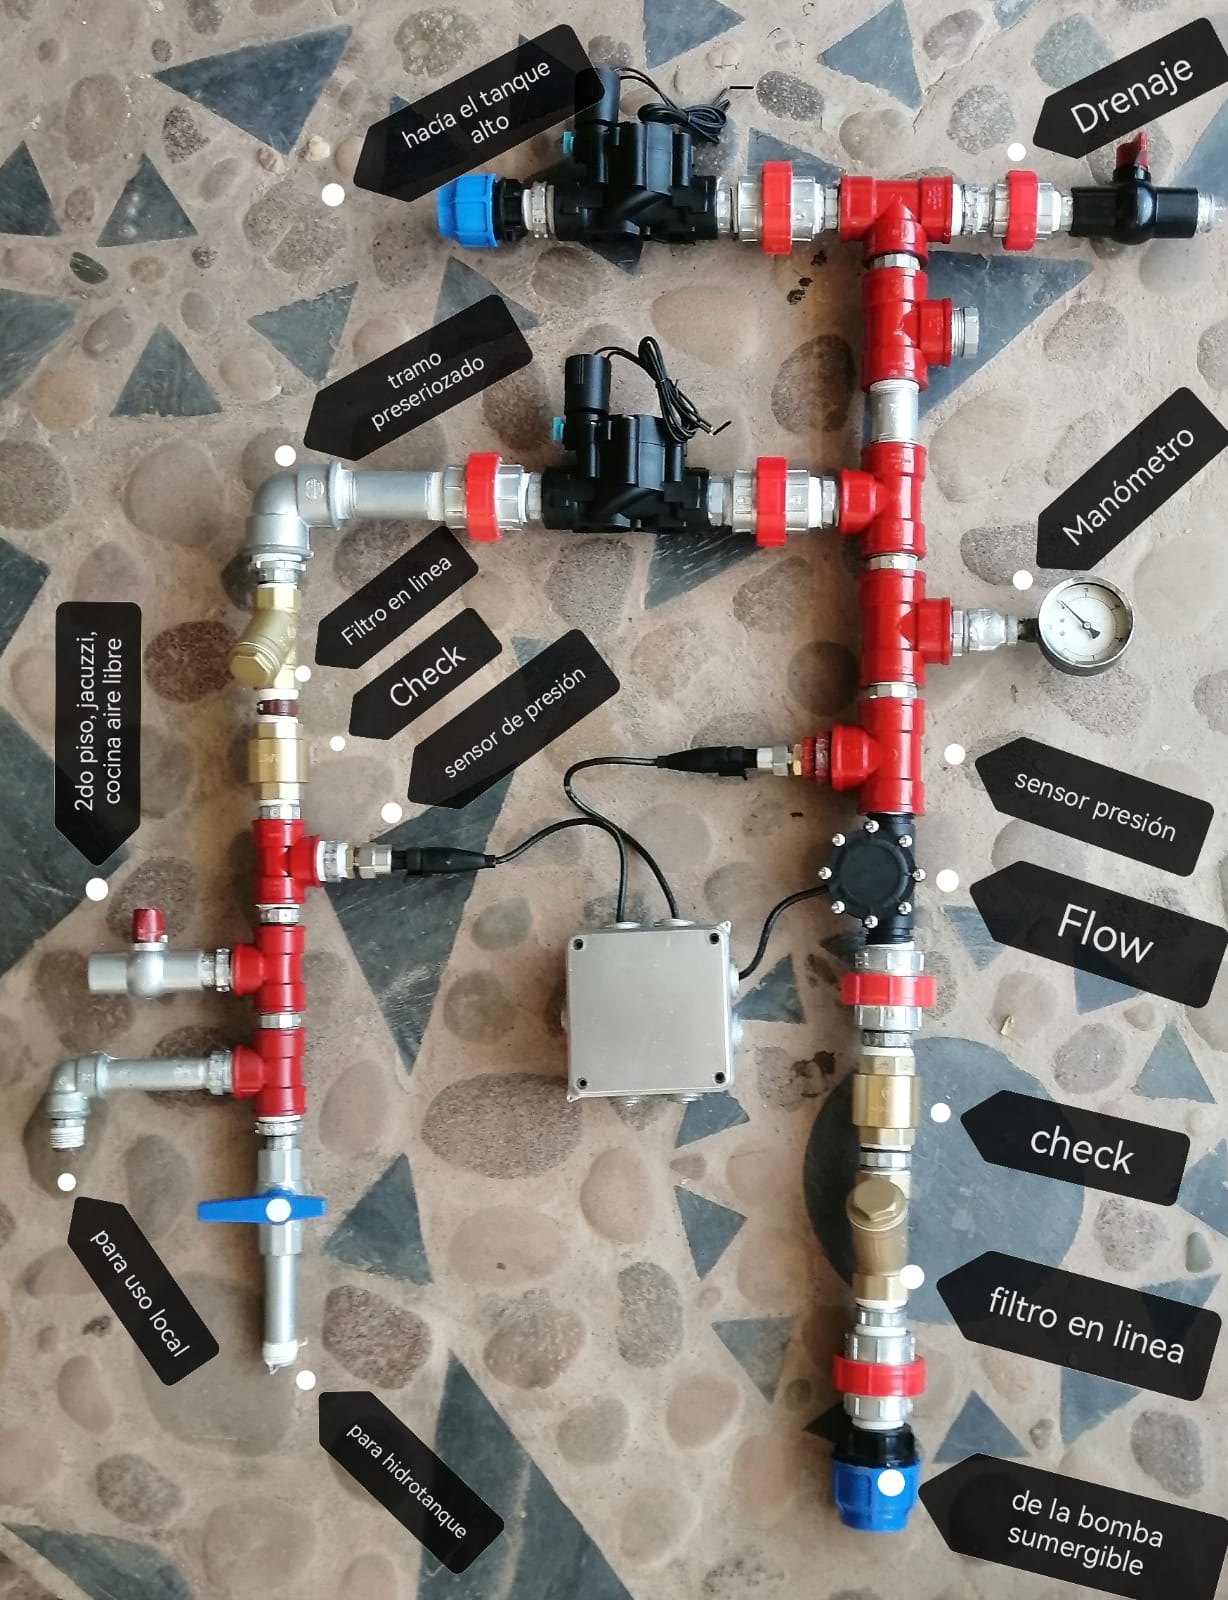 hacía el tanque
alto
Drenaje
tramo
preseriozado
Manómetro
Filtro en linea
Check
sensor de presión
2do piso, jacuzzi,
cocina aire libre
sensor presión
Flow
check
para uso local
filtro en linea
para hidrotanque
de la bomba
sumergible